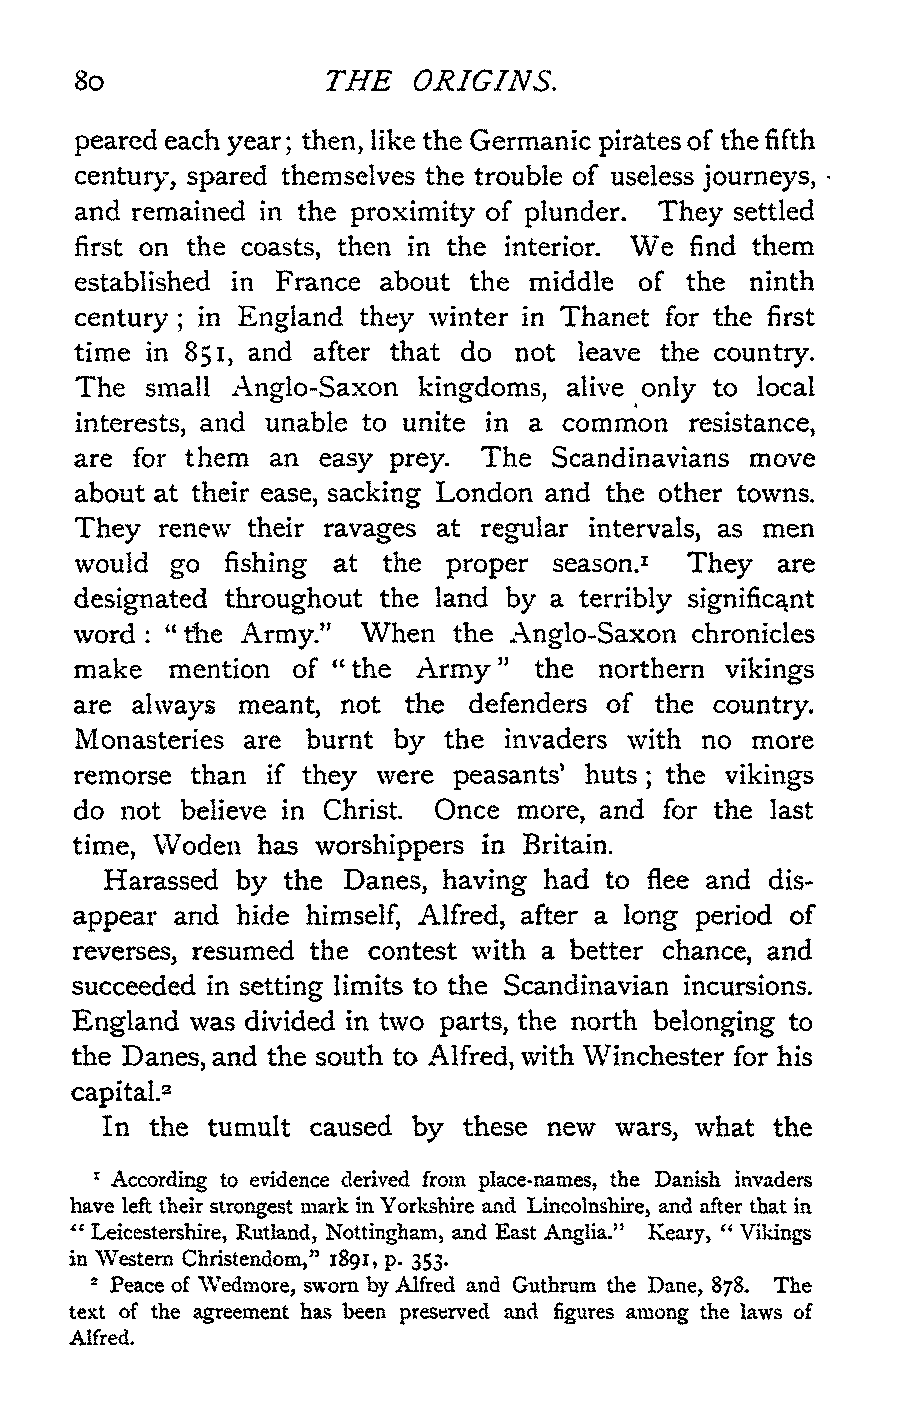 80 THE ORIGINS.
peared each year; then, like the Germanic pirates of the fifth
century, spared themselves the trouble of useless journeys,
and remained in the proximity of plunder. They settled
first on the coasts, then in the interior. We find them
established in France about the middle of the ninth
century ; in England they winter in Thanet for the first
time in 851, and after that do not leave the country.
The small Anglo-Saxon kingdoms, alive only to local
interests, and unable to unite in a common resistance,
are for them an easy prey. The Scandinavians move
about at their ease, sacking London and the other towns.
They renew their ravages at regular intervals, as men
would go fishing at the proper season.¹ They are
designated throughout the land by a terribly significant
word : “ the Army.” When the Anglo-Saxon chronicles
make mention of “ the Army ” the northern vikings
are always meant, not the defenders of the country.
Monasteries are burnt by the invaders with no more
remorse than if they were peasants’ huts ; the vikings
do not believe in Christ. Once more, and for the last
time, Woden has worshippers in Britain.
Harassed by the Danes, having had to flee and dis-
appear and hide himself, Alfred, after a long period of
reverses, resumed the contest with a better chance, and
succeeded in setting limits to the Scandinavian incursions.
England was divided in two parts, the north belonging to
the Danes, and the south to Alfred, with Winchester for his
capital.²
In the tumult caused by these new wars, what the
¹ According to evidence derived from place-names, the Danish invaders
have left their strongest mark in Yorkshire and Lincolnshire, and after that in
“ Leicestershire, Rutland, Nottingham, and East Anglia.” Keary, “ Vikings
in Western Christendom,” 1891, p. 353.
² Peace of Wedmore, sworn by Alfred and Guthrum the Dane, 878. The
text of the agreement has been preserved and figures among the laws of
Alfred.